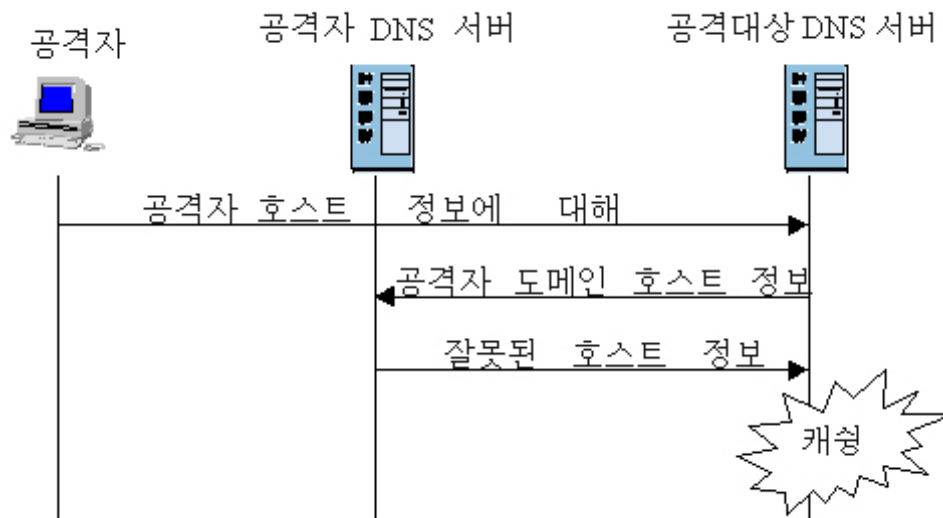 공격자
공격자 DNS 서버
공격대상 DNS 서버
공격자 호스트 정보에 대해
공격자 도메인 호스트 정보
잘못된 호스트 정보
캐슁